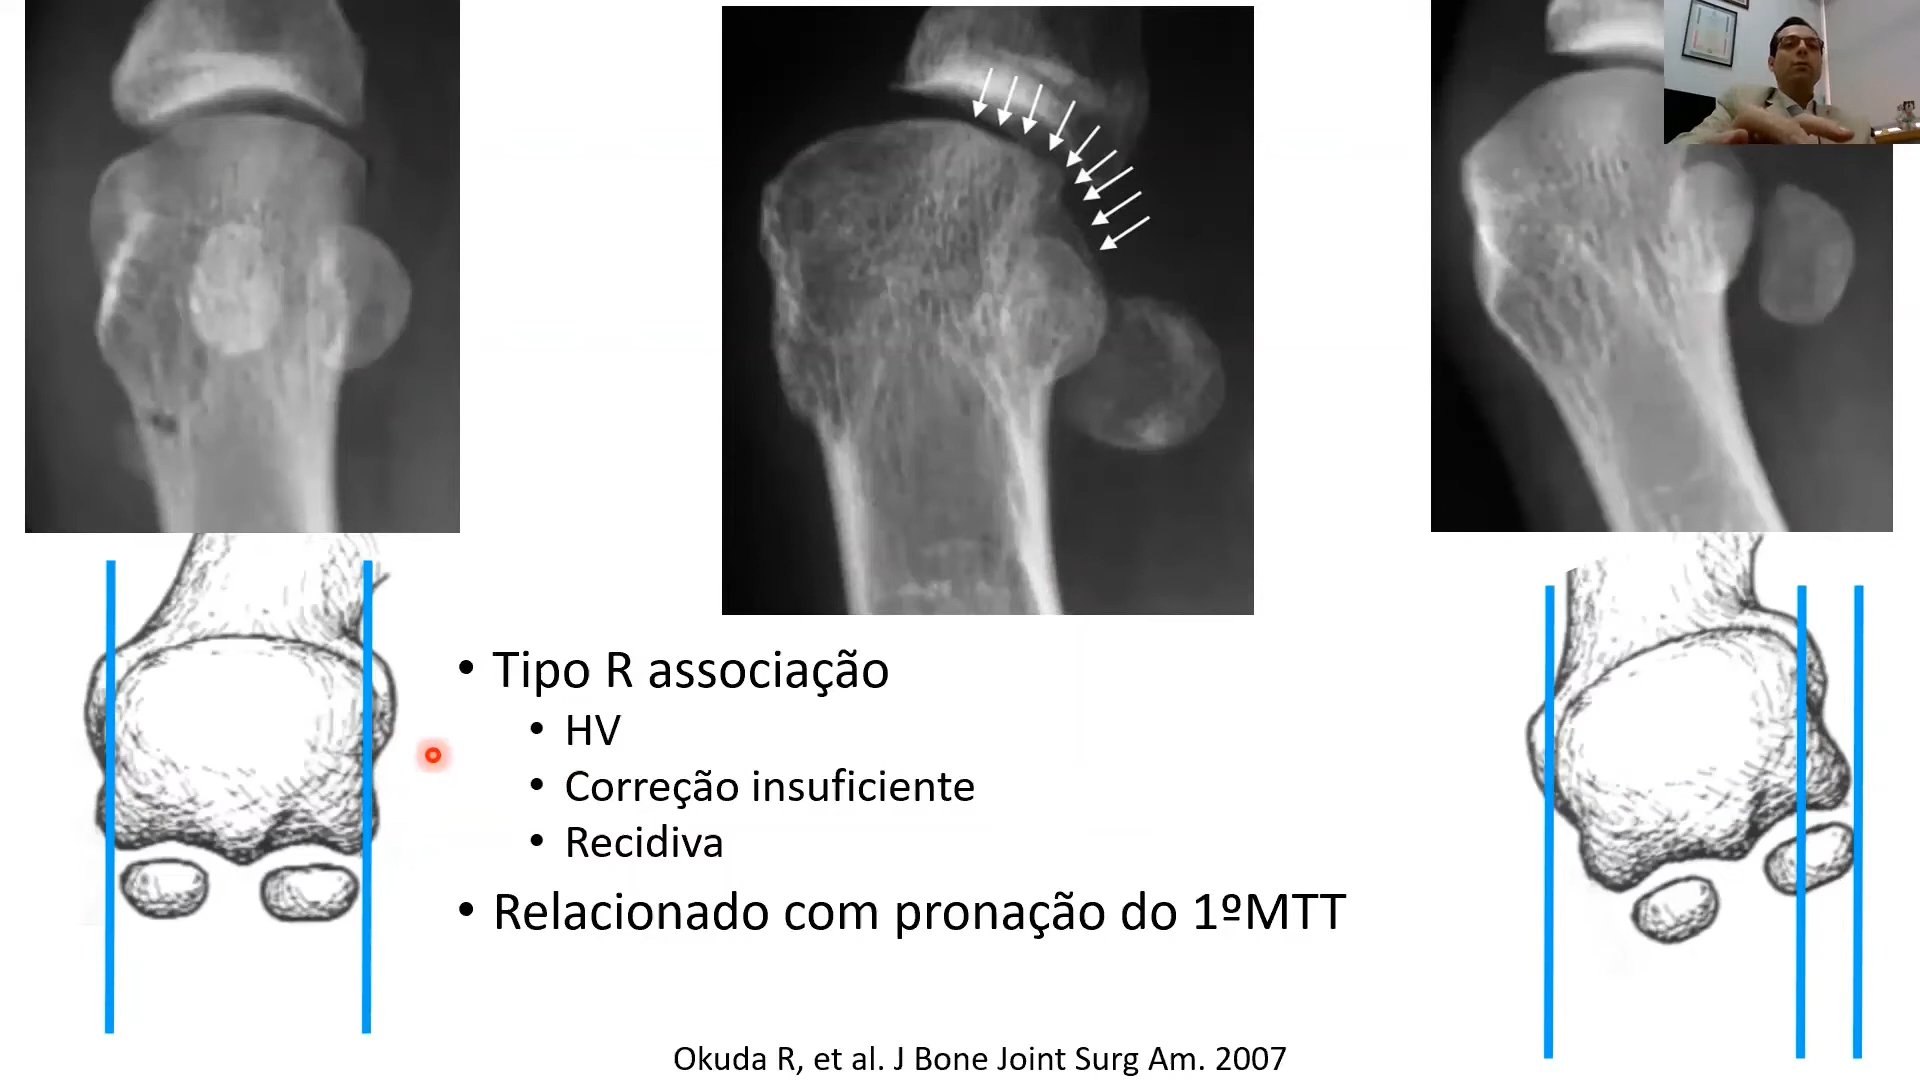 • Tipo R associação
• HV
• Correção insuficiente
• Recidiva
• Relacionado com pronação do 1ºMTT
Okuda R, et al. J Bone Joint Surg Am. 2007